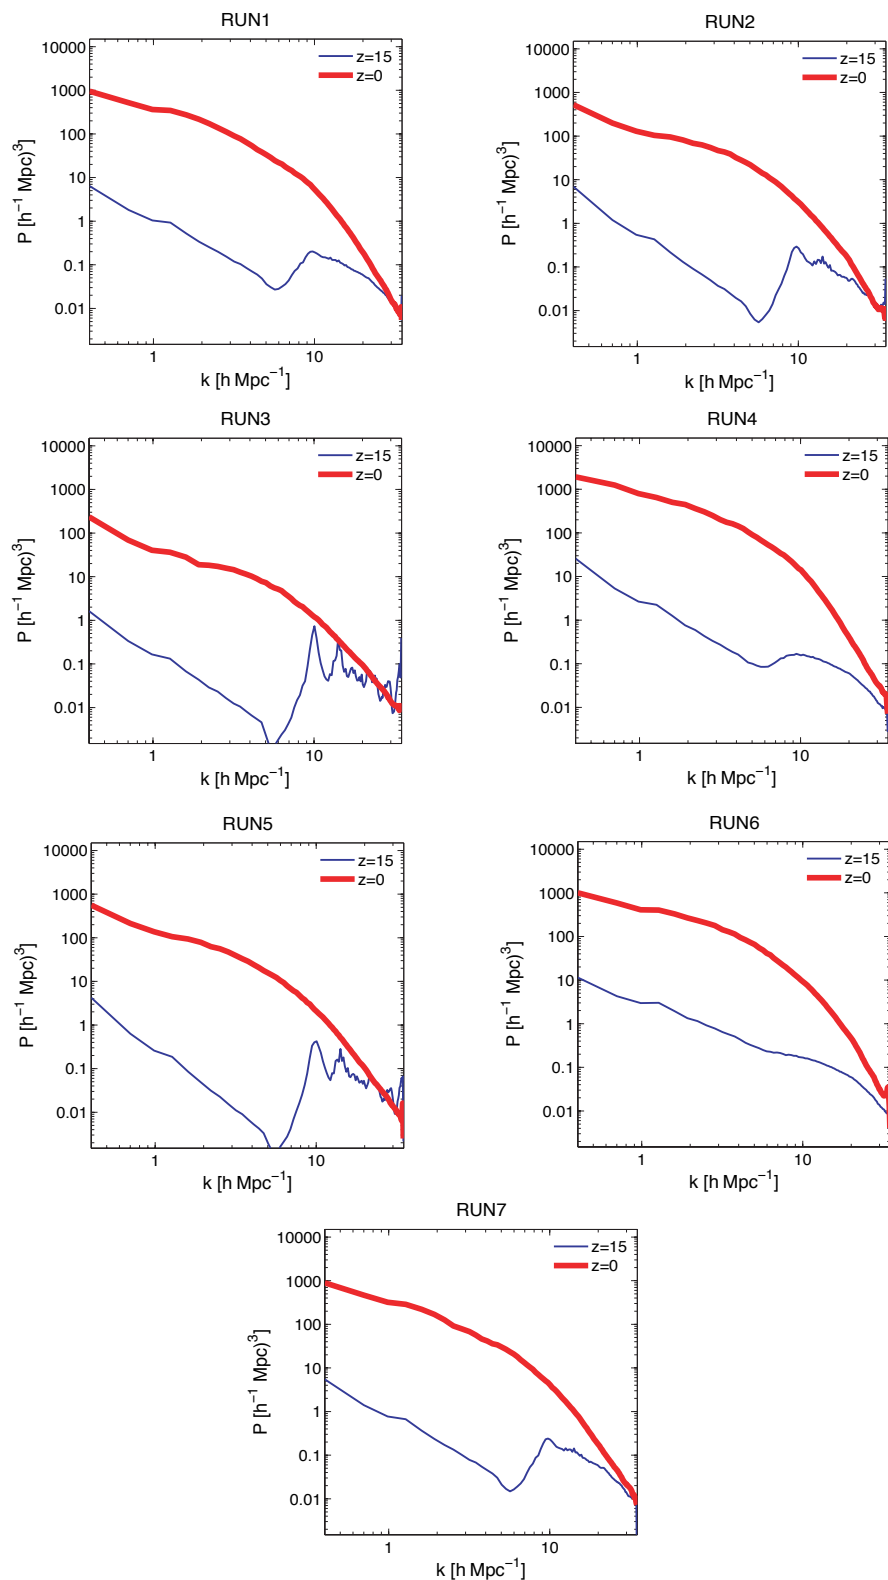 RUN1
z=15
z=0
10000
1000
100
10
1
0.1
0.01
P [h⁻¹ Mpc)³]
1 10
k [h Mpc⁻¹]
RUN2
z=15
z=0
10000
1000
100
10
1
0.1
0.01
P [h⁻¹ Mpc)³]
1 10
k [h Mpc⁻¹]
RUN3
z=15
z=0
10000
1000
100
10
1
0.1
0.01
P [h⁻¹ Mpc)³]
1 10
k [h Mpc⁻¹]
RUN4
z=15
z=0
10000
1000
100
10
1
0.1
0.01
P [h⁻¹ Mpc)³]
1 10
k [h Mpc⁻¹]
RUN5
z=15
z=0
10000
1000
100
10
1
0.1
0.01
P [h⁻¹ Mpc)³]
1 10
k [h Mpc⁻¹]
RUN6
z=15
z=0
10000
1000
100
10
1
0.1
0.01
P [h⁻¹ Mpc)³]
1 10
k [h Mpc⁻¹]
RUN7
z=15
z=0
10000
1000
100
10
1
0.1
0.01
P [h⁻¹ Mpc)³]
1 10
k [h Mpc⁻¹]